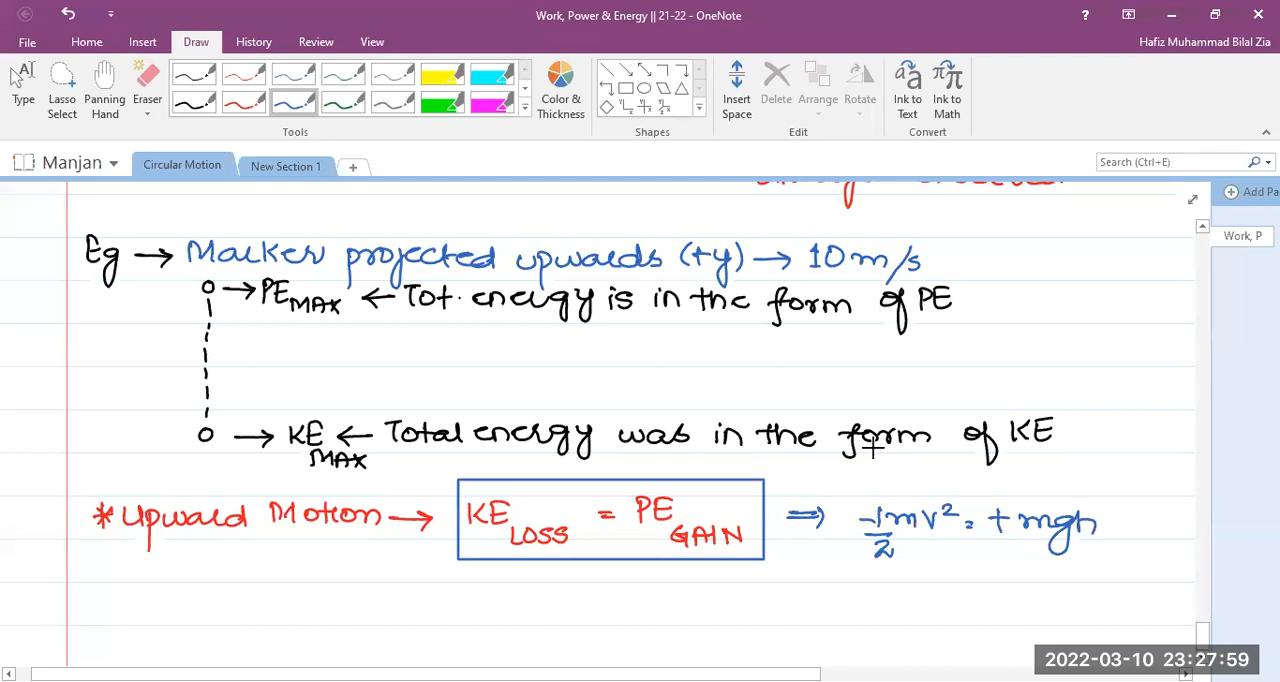 Work, Power & Energy || 21-22 - OneNote
File Home Insert Draw History Review View Hafiz Muhammad Bilal Zia
Type Lasso Select Panning Hand Eraser Color & Thickness Insert Space Delete Arrange Rotate Ink to Text Ink to Math
Tools Shapes Edit Convert
Manjan Circular Motion New Section 1 Search (Ctrl+E)
Add Pa
Work, P
Eg → Marker projected upwards (+y) → 10 m/s
→ PE MAX ← Tot. energy is in the form of PE
→ KE MAX ← Total energy was in the form of KE
*Upward Motion → KE LOSS = PE GAIN ⇒ -1/2 mv² = + mgh
2022-03-10 23:27:59